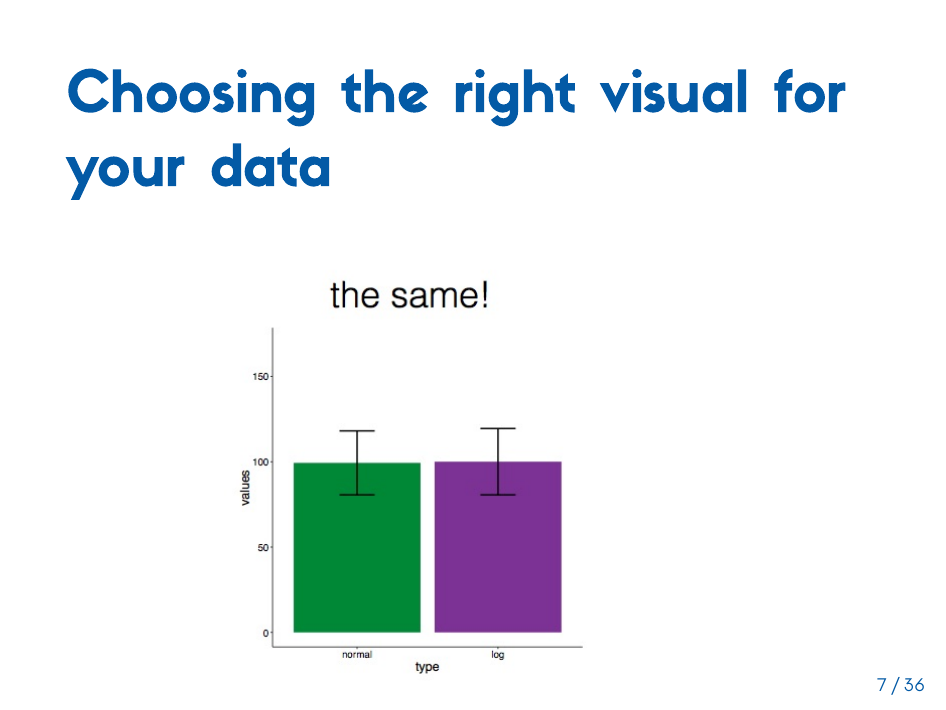 Choosing the right visual for
your data
the same!
150
100
50
0
values
normal log
type
7 / 36